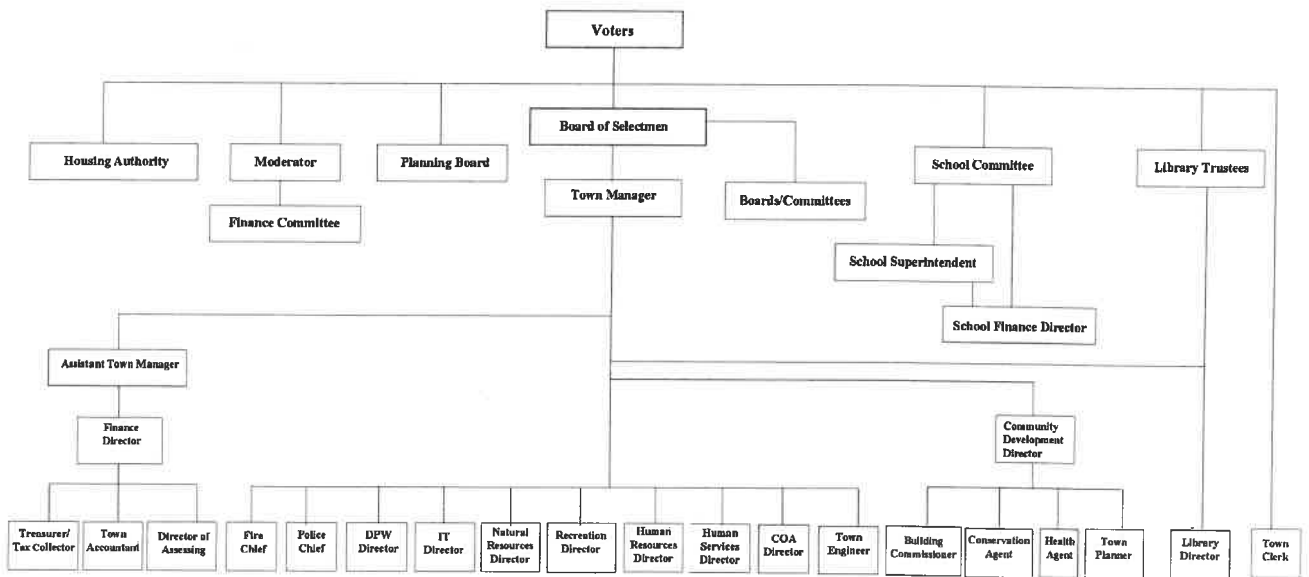 Voters
Board of Selectmen
Housing Authority
Moderator
Planning Board
School Committee
Library Trustees
Town Manager
Boards/Committees
Finance Committee
School Superintendent
School Finance Director
Assistant Town Manager
Finance
Director
Community
Development
Director
Treasurer/
Tax Collector
Town
Accountant
Director of
Assessing
Fire
Chief
Police
Chief
DPW
Director
IT
Director
Natural
Resources
Director
Recreation
Director
Human
Resources
Director
Human
Services
Director
COA
Director
Town
Engineer
Building
Commissioner
Conservation
Agent
Health
Agent
Town
Planner
Library
Director
Town
Clerk